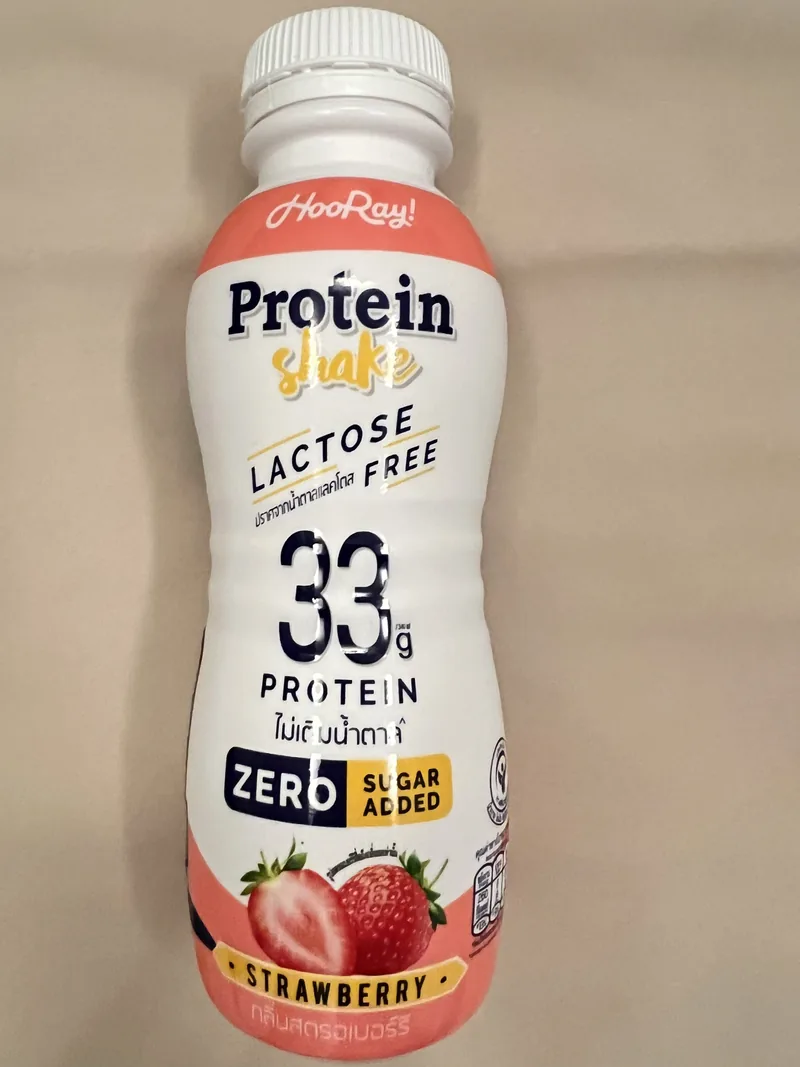 HooRay!
Protein
shake
LACTOSE
FREE
ปราศจากน้ำตาลแลคโตส
33
g
PROTEIN
ไม่เติมน้ำตาล^
ZERO
SUGAR
ADDED
• STRAWBERRY •
กลิ่นสตรอเบอร์รี